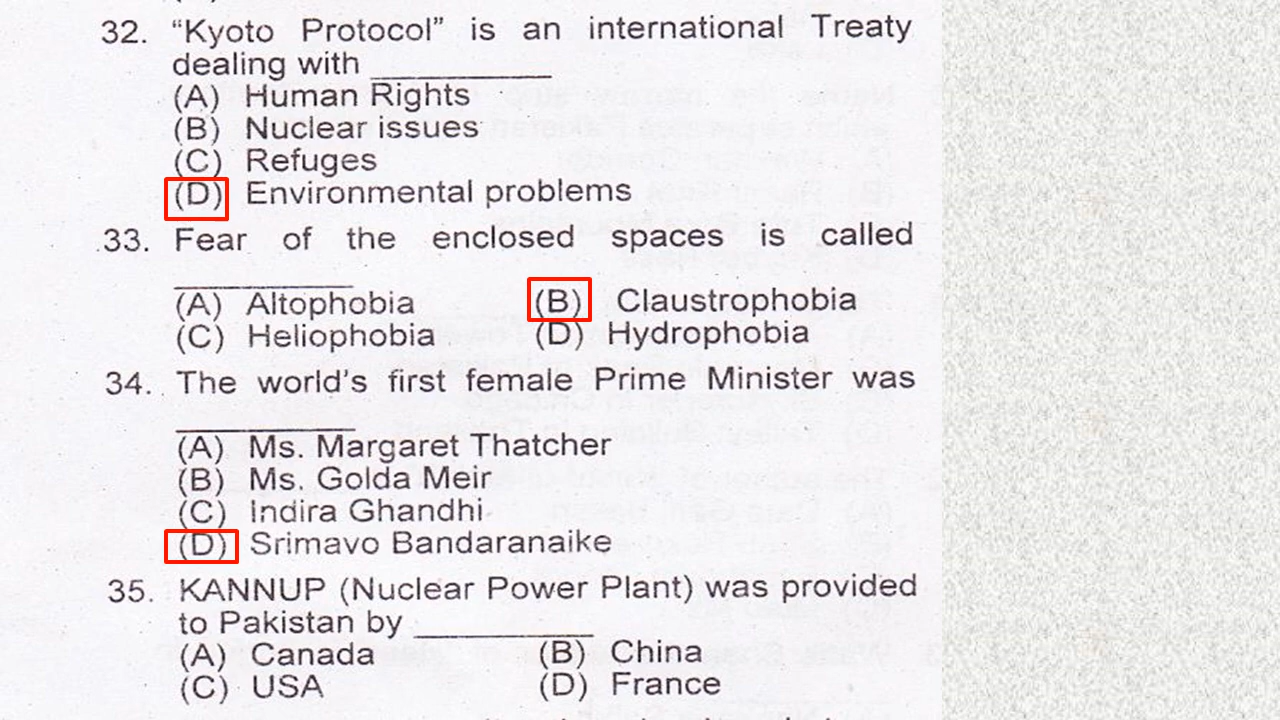 32. “Kyoto Protocol” is an international Treaty
dealing with __________
(A) Human Rights
(B) Nuclear issues
(C) Refuges
(D) Environmental problems
33. Fear of the enclosed spaces is called
__________
(A) Altophobia (B) Claustrophobia
(C) Heliophobia (D) Hydrophobia
34. The world's first female Prime Minister was
__________
(A) Ms. Margaret Thatcher
(B) Ms. Golda Meir
(C) Indira Ghandhi
(D) Srimavo Bandaranaike
35. KANNUP (Nuclear Power Plant) was provided
to Pakistan by __________
(A) Canada (B) China
(C) USA (D) France